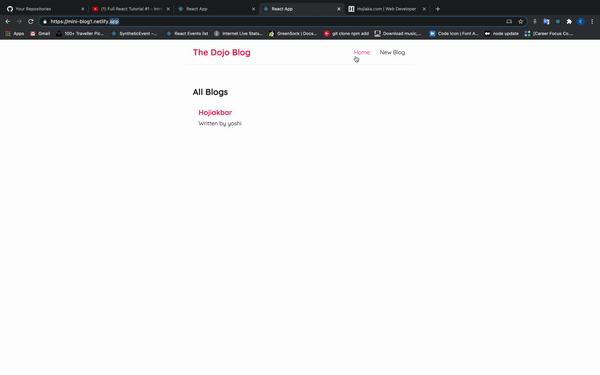 Your Repositories
(1) Full React Tutorial #1 - Intro
React App
React App
Hojiaka.com | Web Developer
https://mini-blog1.netlify.app
Apps
Gmail
100+ Traveller Pic...
SyntheticEvent –...
React Events list
Internet Live Stats...
GreenSock | Docs...
git clone npm add
Download music,...
Code Icon | Font A...
node update
[Career Focus Co...
The Dojo Blog
Home
New Blog
All Blogs
Hojiakbar
Written by yoshi